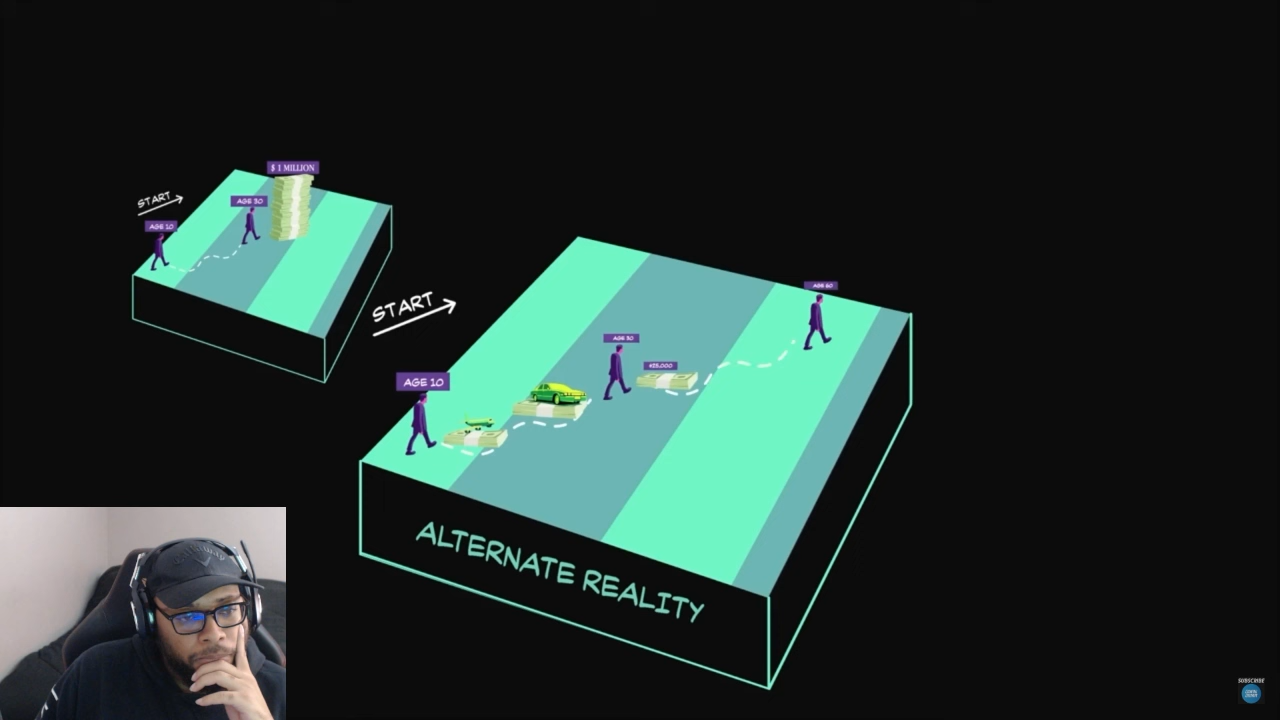 $ 1 MILLION
START
AGE 30
AGE 10
START
AGE 60
AGE 30
AGE 10
ALTERNATE REALITY
SUBSCRIBE